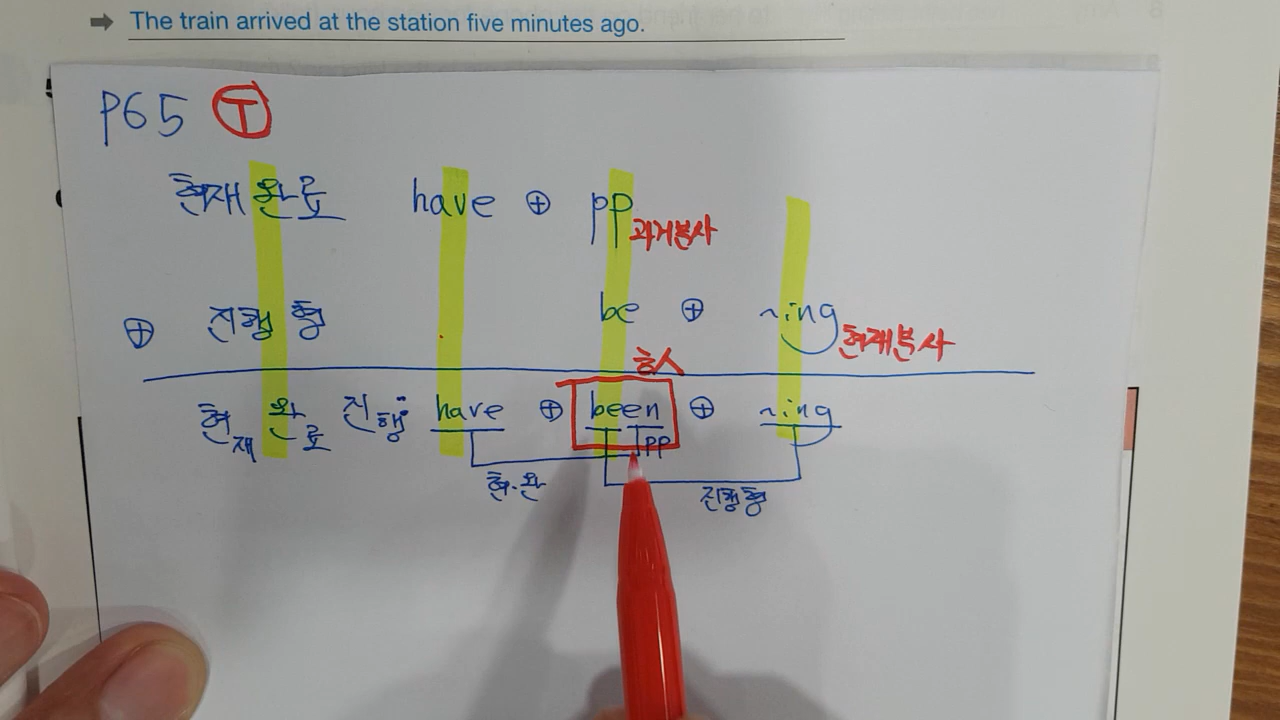 The train arrived at the station five minutes ago.
P65 T
현재 완료 have ⊕ pp 과거분사
⊕ 진행형 be ⊕ ~ing 현재분사
확인
현재 완료 진행: have ⊕ been ⊕ ~ing
pp
현.완 진행형